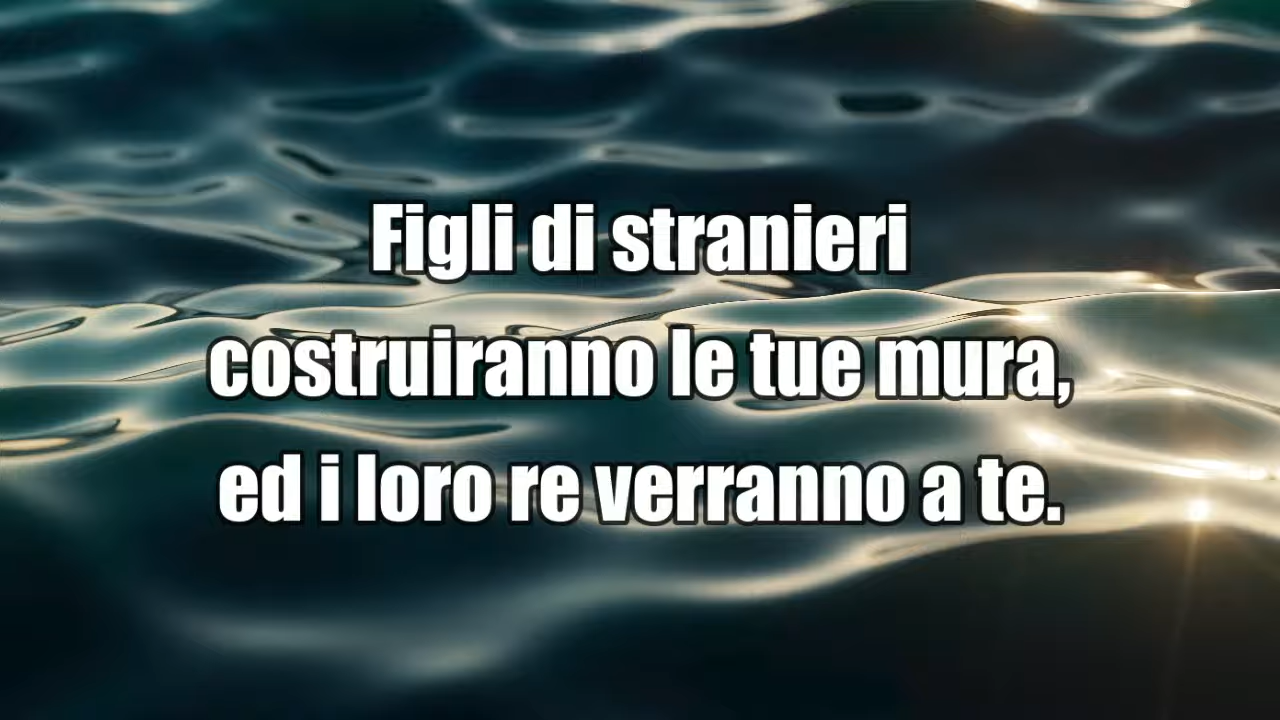 Figli di stranieri
costruiranno le tue mura,
ed i loro re verranno a te.